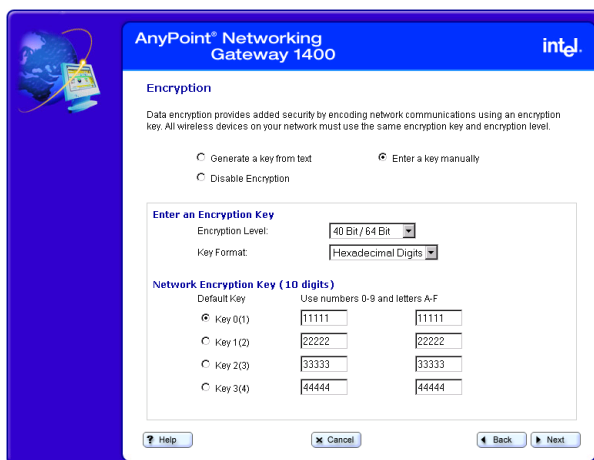 AnyPoint® Networking
Gateway 1400
intel.
Encryption
Data encryption provides added security by encoding network communications using an encryption
key. All wireless devices on your network must use the same encryption key and encryption level.
Generate a key from text Enter a key manually
Disable Encryption
Enter an Encryption Key
Encryption Level: 40 Bit / 64 Bit
Key Format: Hexadecimal Digits
Network Encryption Key (10 digits)
Default Key Use numbers 0-9 and letters A-F
Key 0(1) 11111 11111
Key 1(2) 22222 22222
Key 2(3) 33333 33333
Key 3(4) 44444 44444
? Help Cancel Back Next